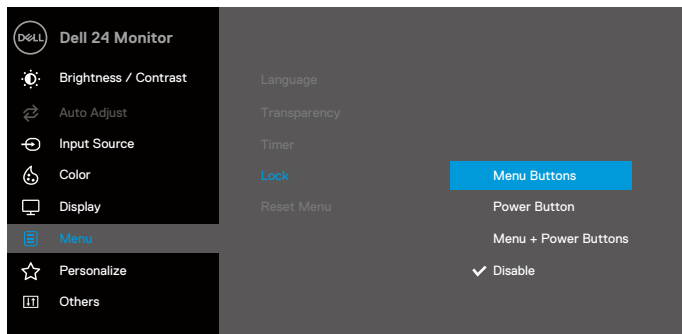 DELL Dell 24 Monitor
Brightness / Contrast
Auto Adjust
Input Source
Color
Display
Menu
Personalize
Others
Language
Transparency
Timer
Lock
Reset Menu
Menu Buttons
Power Button
Menu + Power Buttons
Disable